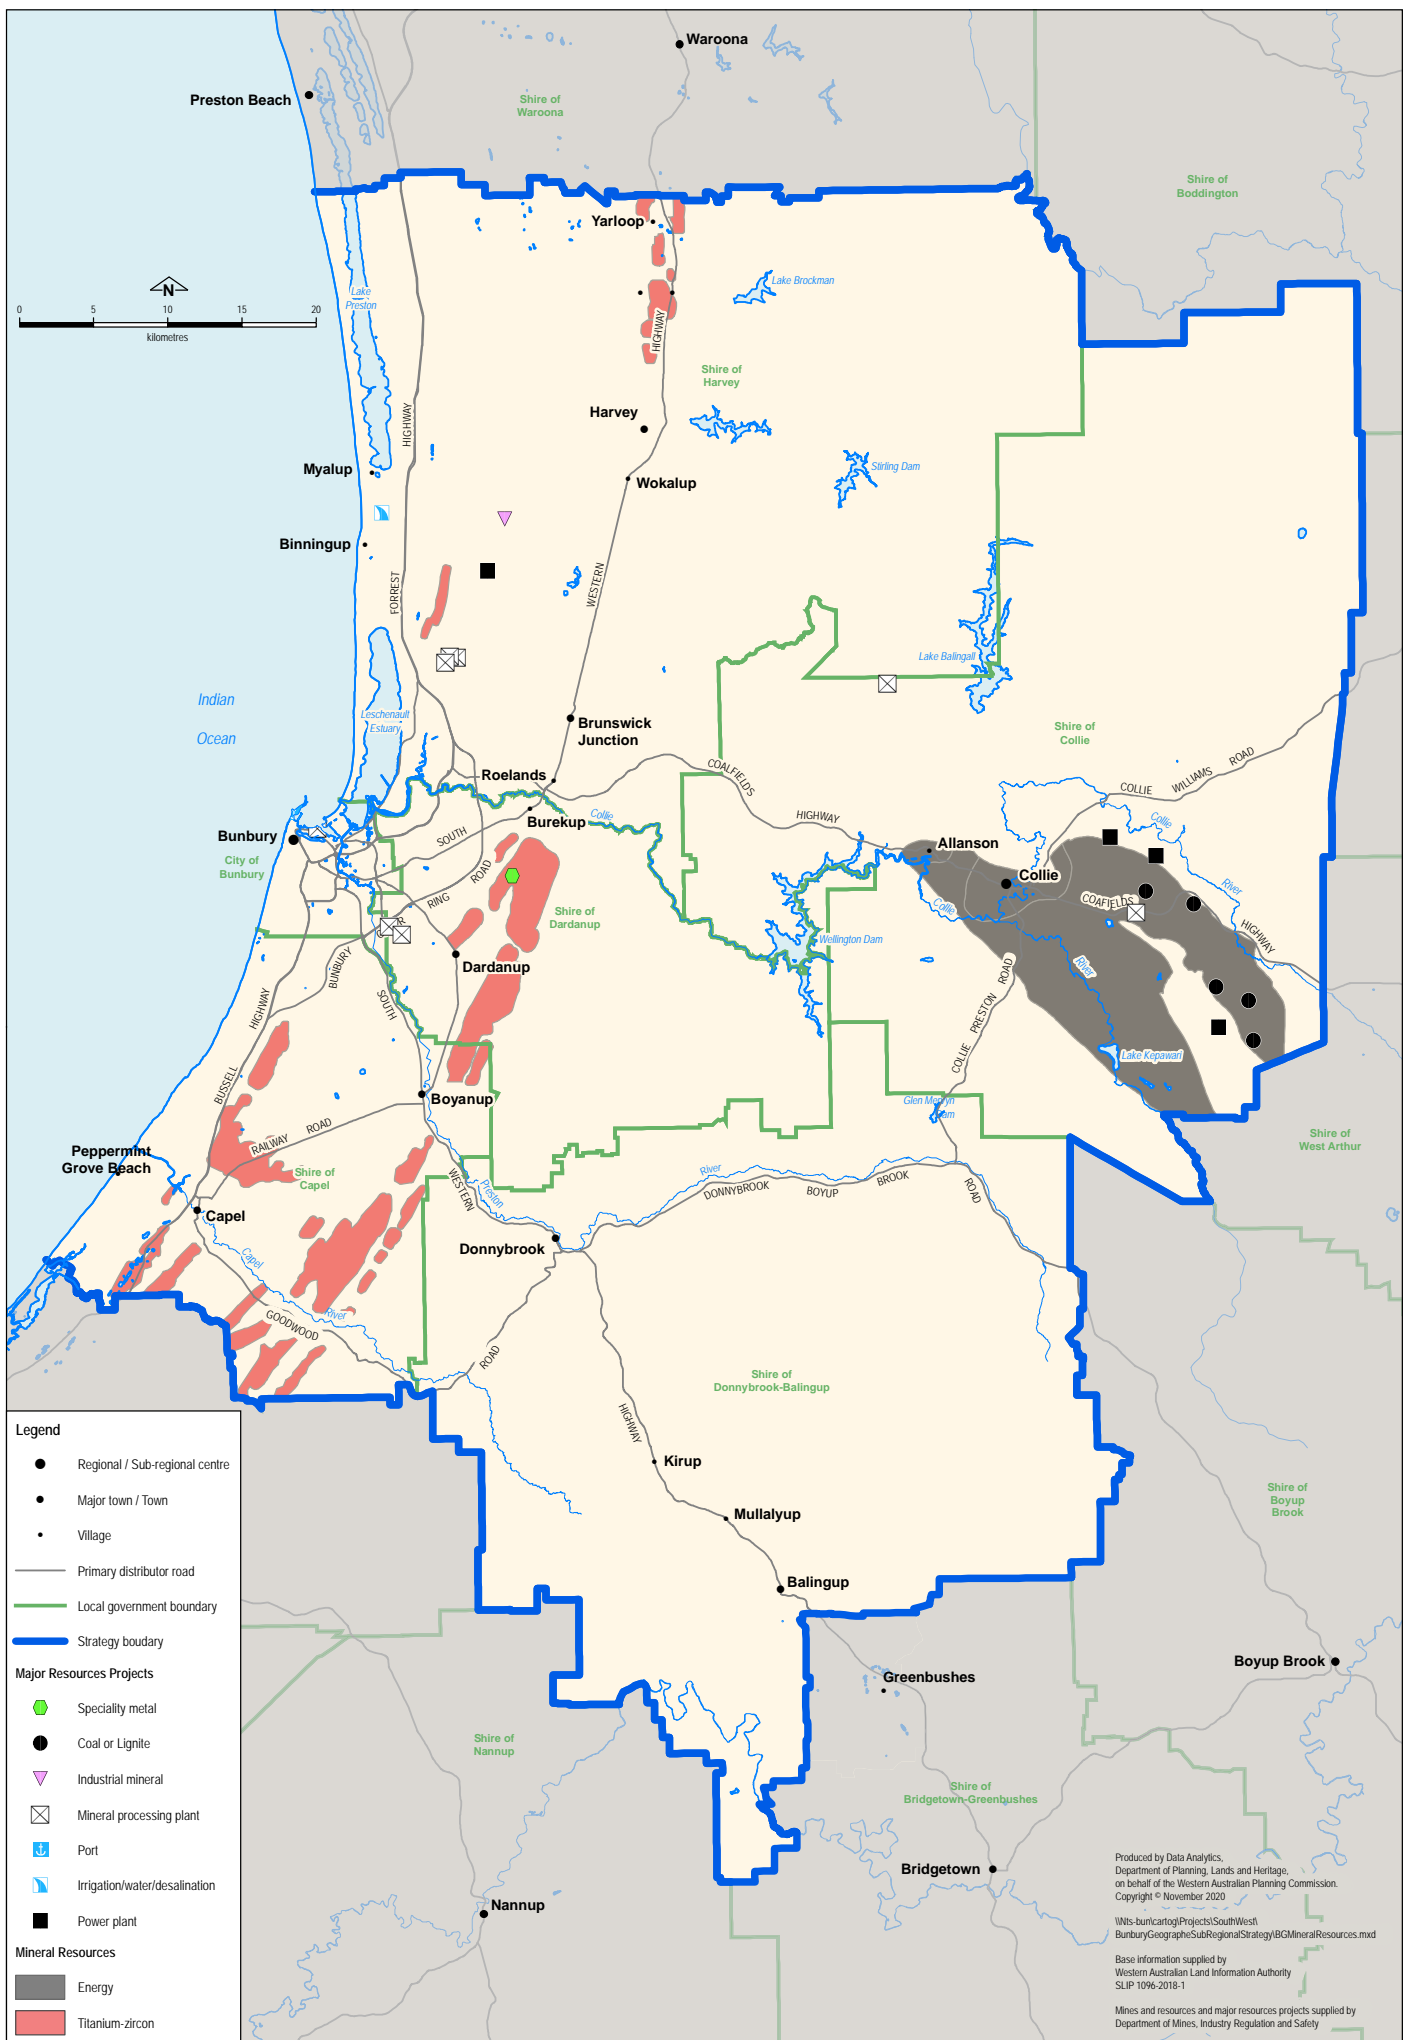 Waroona
Preston Beach
Shire of
Waroona
Shire of
Boddington
Yarloop
N
0 5 10 15 20
kilometres
Lake
Preston
Lake Brockman
HIGHWAY
Shire of
Harvey
HIGHWAY
Harvey
Myalup
Stirling Dam
Wokalup
Binningup
FORREST
WESTERN
Lake Balingall
Indian
Ocean
Leschenault
Estuary
Brunswick
Junction
Shire of
Collie
Roelands
COALFIELDS
COLLIE
WILLIAMS
ROAD
Burekup
Collie
HIGHWAY
Collie
Bunbury
SOUTH
Allanson
City of
Bunbury
ROAD
Collie
River
RING
COAFIELDS
Shire of
Dardanup
Collie
HIGHWAY
Wellington Dam
BUNBURY
Dardanup
River
ROAD
SOUTH
HIGHWAY
PRESTON
COLLIE
Lake Kepawari
BUSSELL
Boyanup
Glen Mervyn
Dam
RAILWAY
ROAD
Peppermint
Grove Beach
Shire of
Capel
Shire of
West Arthur
WESTERN
Preston
River
DONNYBROOK
BOYUP
BROOK
ROAD
Capel
Donnybrook
Capel
River
GOODWOOD
ROAD
Shire of
Donnybrook-Balingup
HIGHWAY
Kirup
Mullalyup
Shire of
Boyup
Brook
Balingup
Greenbushes
Boyup Brook
Shire of
Nannup
Shire of
Bridgetown-Greenbushes
Bridgetown
Nannup
Legend
Regional / Sub-regional centre
Major town / Town
Village
Primary distributor road
Local government boundary
Strategy boudary
Major Resources Projects
Speciality metal
Coal or Lignite
Industrial mineral
Mineral processing plant
Port
Irrigation/water/desalination
Power plant
Mineral Resources
Energy
Titanium-zircon
Produced by Data Analytics,
Department of Planning, Lands and Heritage,
on behalf of the Western Australian Planning Commission.
Copyright © November 2020
\\Nts-bun\cartog\Projects\SouthWest\
BunburyGeographeSubRegionalStrategy\BGMineralResources.mxd
Base information supplied by
Western Australian Land Information Authority
SLIP 1096-2018-1
Mines and resources and major resources projects supplied by
Department of Mines, Industry Regulation and Safety